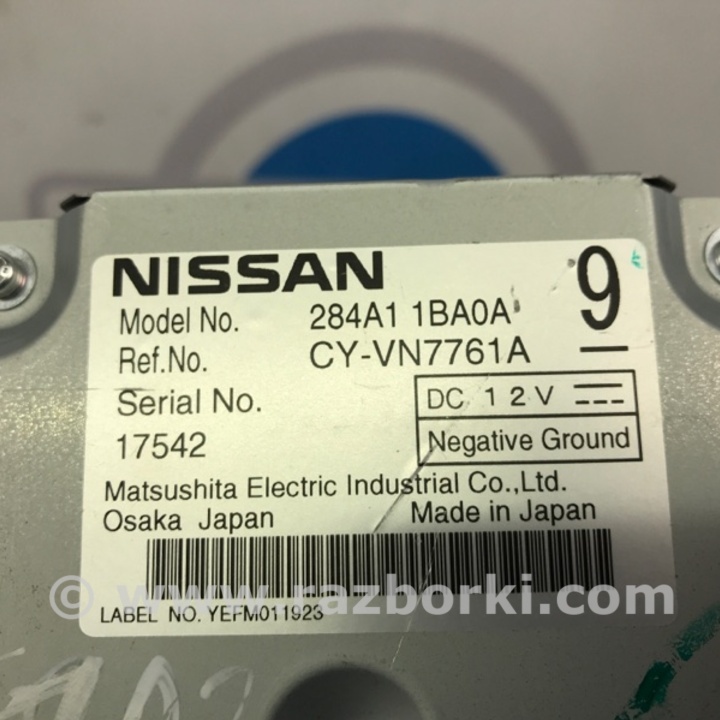 NISSAN
9
Model No. 284A1 1BA0A
Ref.No. CY-VN7761A
Serial No.
DC 12V
17542
Negative Ground
Matsushita Electric Industrial Co.,Ltd.
Osaka Japan Made in Japan
© www.razborki.com
LABEL NO. YEFM011923